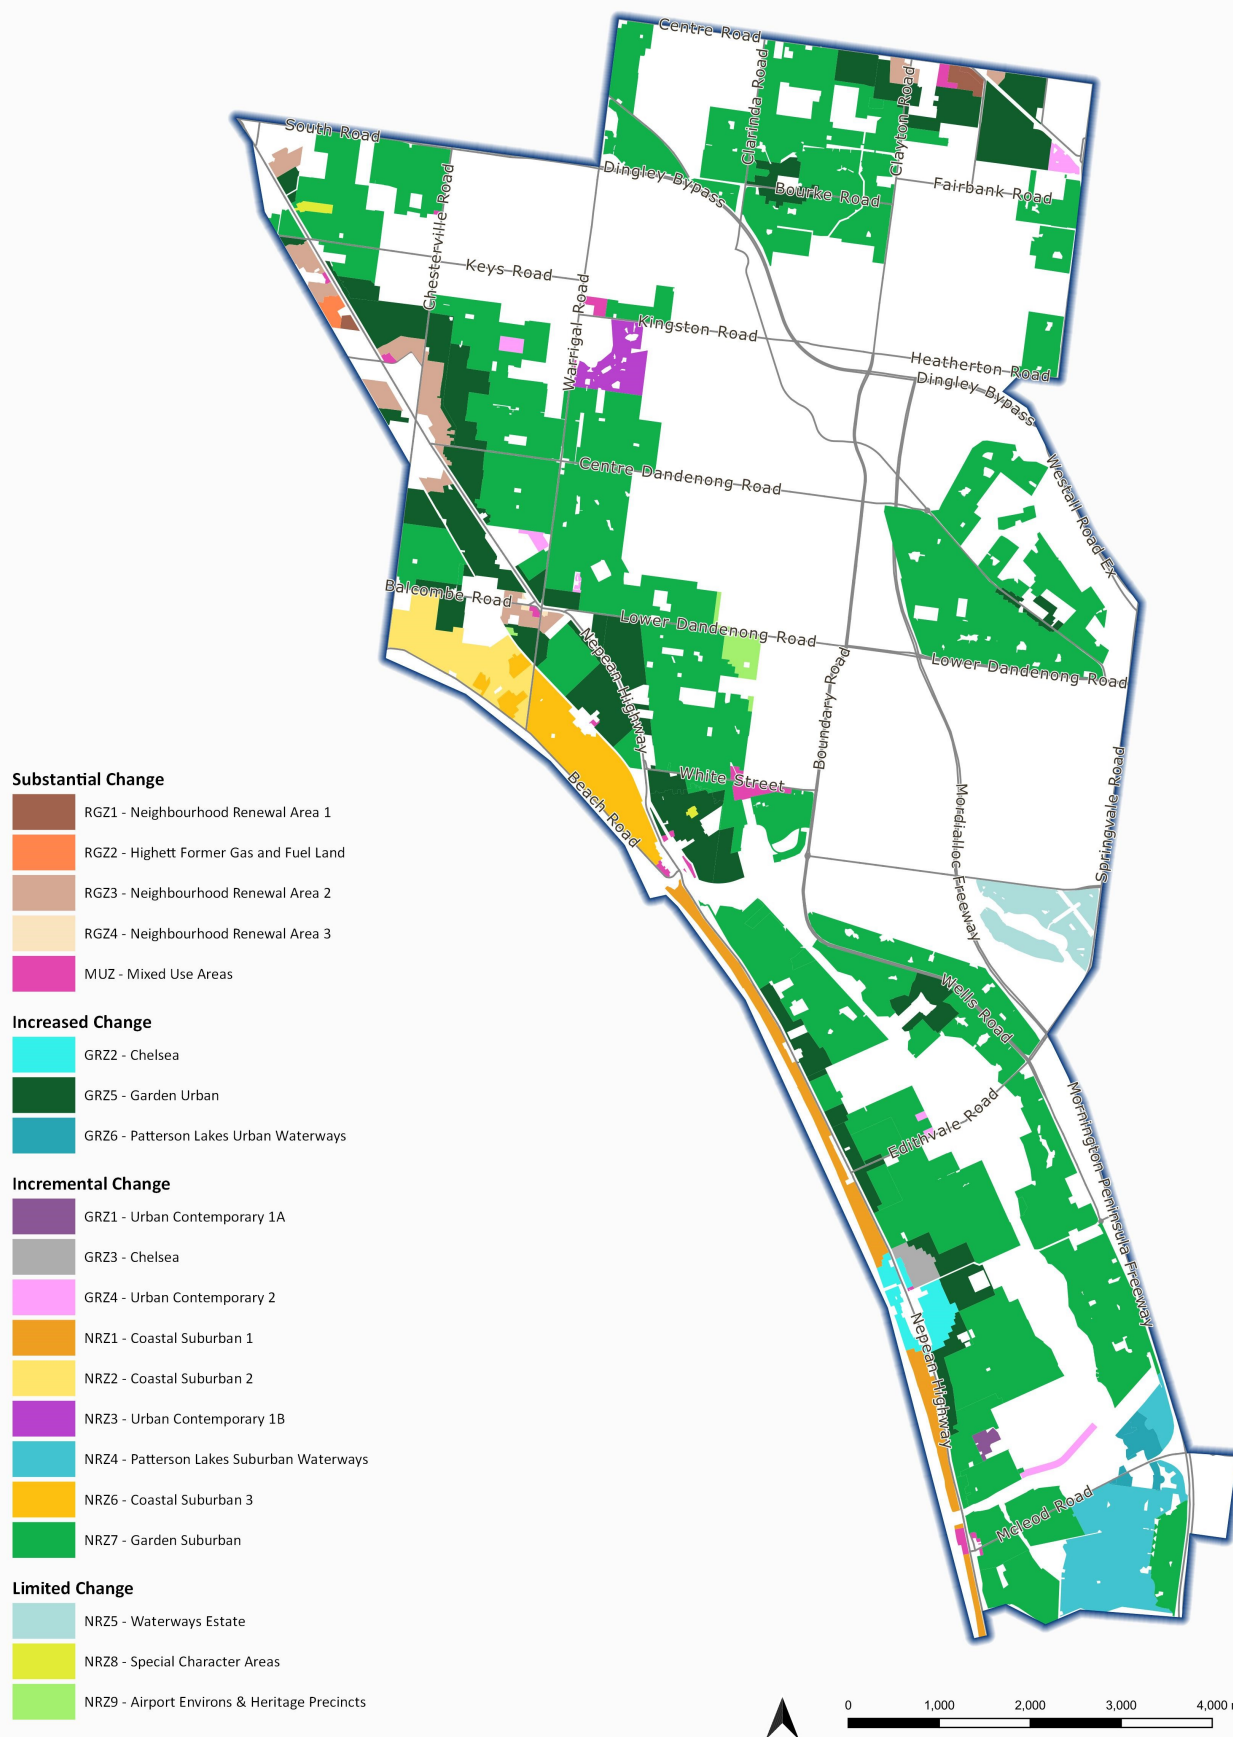 Centre Road
South Road
Clarinda Road
Clayton Road
Dingley Bypass
Bourke Road
Fairbank Road
Chesterville Road
Keys Road
Warrigal Road
Kingston Road
Heatherton Road
Dingley Bypass
Centre Dandenong Road
Westall Road Ex
Balcombe Road
Lower Dandenong Road
Nepean Highway
Lower Dandenong Road
Boundary Road
White Street
Beach Road
Mordialloc Freeway
Springvale Road
Wells Road
Edithvale Road
Mornington Peninsula Freeway
Nepean Highway
Mcleod Road
Substantial Change
RGZ1 - Neighbourhood Renewal Area 1
RGZ2 - Highett Former Gas and Fuel Land
RGZ3 - Neighbourhood Renewal Area 2
RGZ4 - Neighbourhood Renewal Area 3
MUZ - Mixed Use Areas
Increased Change
GRZ2 - Chelsea
GRZ5 - Garden Urban
GRZ6 - Patterson Lakes Urban Waterways
Incremental Change
GRZ1 - Urban Contemporary 1A
GRZ3 - Chelsea
GRZ4 - Urban Contemporary 2
NRZ1 - Coastal Suburban 1
NRZ2 - Coastal Suburban 2
NRZ3 - Urban Contemporary 1B
NRZ4 - Patterson Lakes Suburban Waterways
NRZ6 - Coastal Suburban 3
NRZ7 - Garden Suburban
Limited Change
NRZ5 - Waterways Estate
NRZ8 - Special Character Areas
NRZ9 - Airport Environs & Heritage Precincts
0 1,000 2,000 3,000 4,000